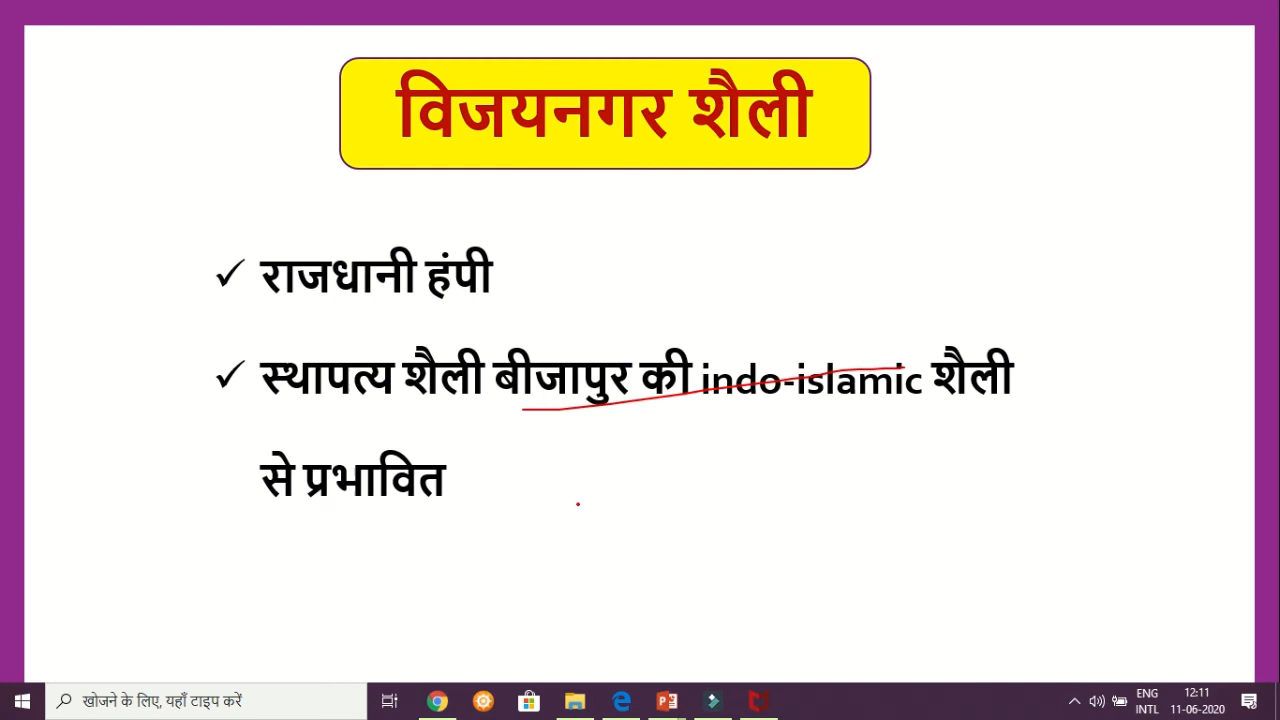 विजयनगर शैली
✓ राजधानी हंपी
✓ स्थापत्य शैली बीजापुर की indo-islamic शैली
से प्रभावित
खोजने के लिए, यहाँ टाइप करें
ENG
INTL
12:11
11-06-2020